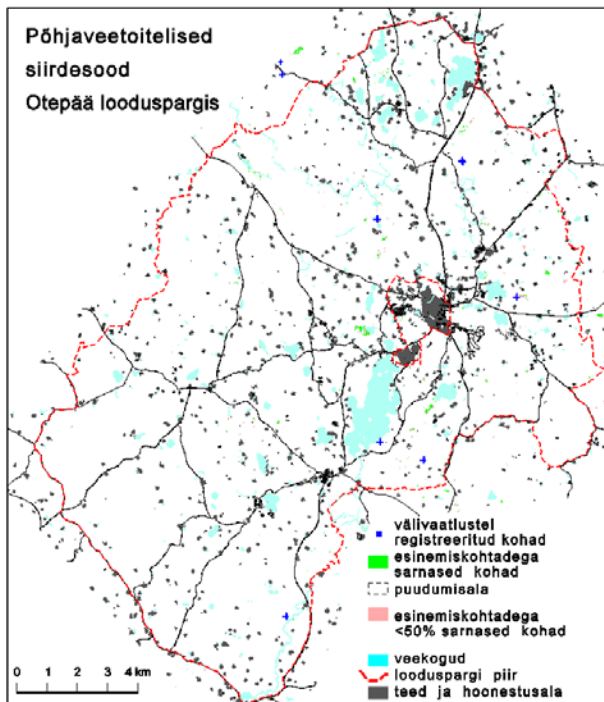 Põhjaveetoitelised
siirdesood
Otepää looduspargis
välivaatlustel
registreeritud kohad
esinemiskohtadega
sarnased kohad
puudumisala
esinemiskohtadega
<50% sarnased kohad
veekogud
looduspargi piir
teed ja hoonestusala
0 1 2 3 4 km